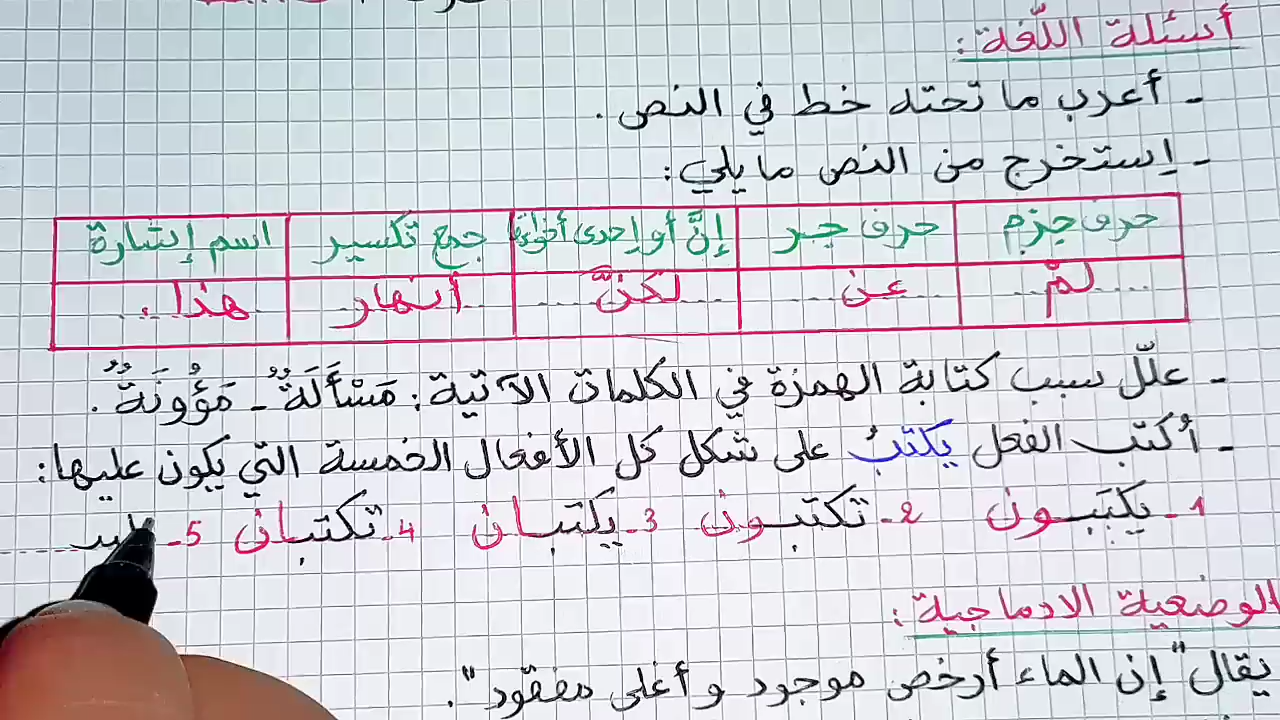 أسئلة اللّغة:
- أعرب ما تحته خط في النص.
- إستخرج من النص ما يلي:
حرف جزم حرف جر إنَّ أو إحدى أخواتها جمع تكسير اسم إشارة
لمْ عن لكنَّ أنهار هذا
- علّل سبب كتابة الهمزة في الكلمات الآتية: مَسْأَلَةٌ - مَؤُونَةٌ.
- أُكتب الفعل يكتبُ على شكل كل الأفعال الخمسة التي يكون عليها:
1- يكتبون 2- تكتبون 3- يكتبان 4- تكتبان 5-
الوضعية الادماجية:
يقال "إن الماء أرخص موجود و أغلى مفقود".